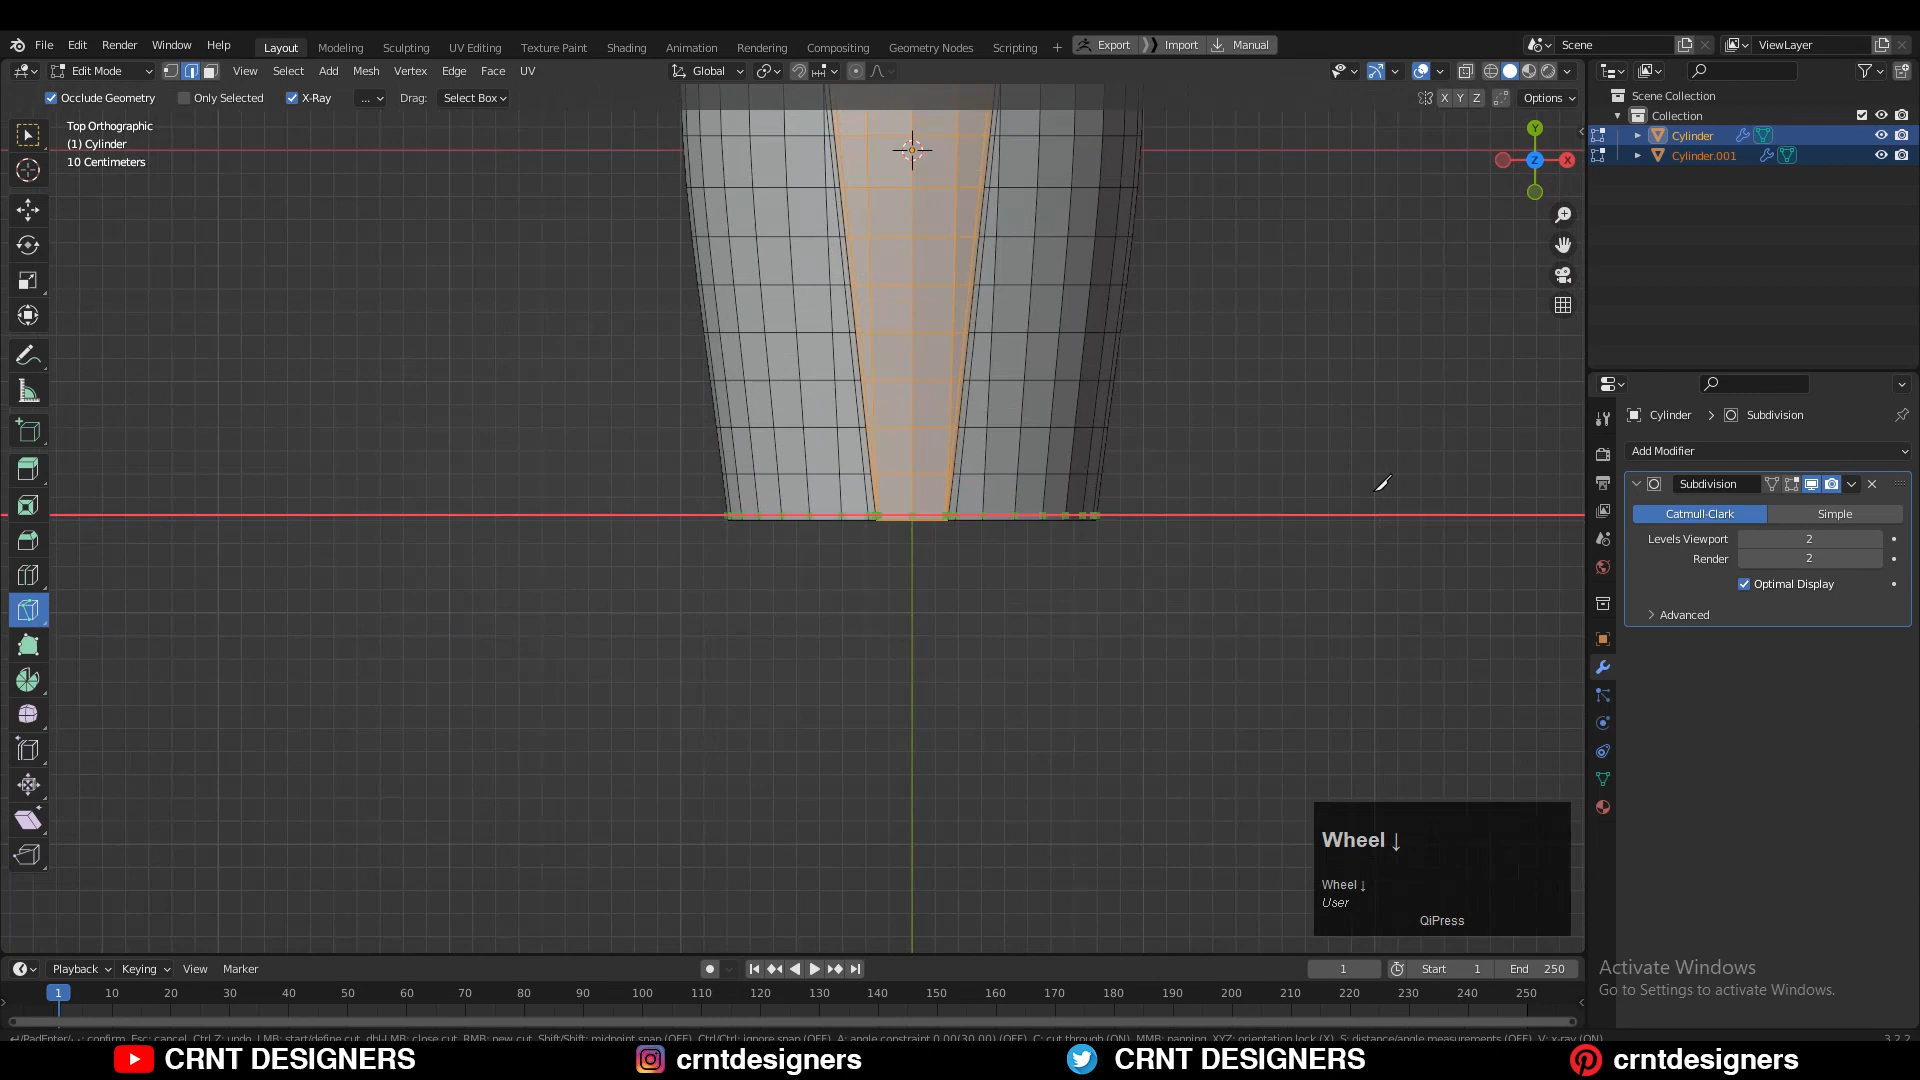 File Edit Render Window Help Layout Modeling Sculpting UV Editing Texture Paint Shading Animation Rendering Compositing Geometry Nodes Scripting + Export Import Manual Scene ViewLayer
Edit Mode View Select Add Mesh Vertex Edge Face UV Global
Occlude Geometry Only Selected X-Ray ... Drag: Select Box X Y Z Options
Top Orthographic
(1) Cylinder
10 Centimeters
Y
Z X
Scene Collection
Collection
Cylinder
Cylinder.001
Cylinder > Subdivision
Add Modifier
Subdivision
Catmull-Clark Simple
Levels Viewport 2
Render 2
Optimal Display
Advanced
Wheel ↓
Wheel ↓
User
QiPress
Playback Keying View Marker 1 Start 1 End 250
1 10 20 30 40 50 60 70 80 90 100 110 120 130 140 150 160 170 180 190 200 210 220 230 240 250
Activate Windows
Go to Settings to activate Windows.
CRNT DESIGNERS crntdesigners CRNT DESIGNERS crntdesigners